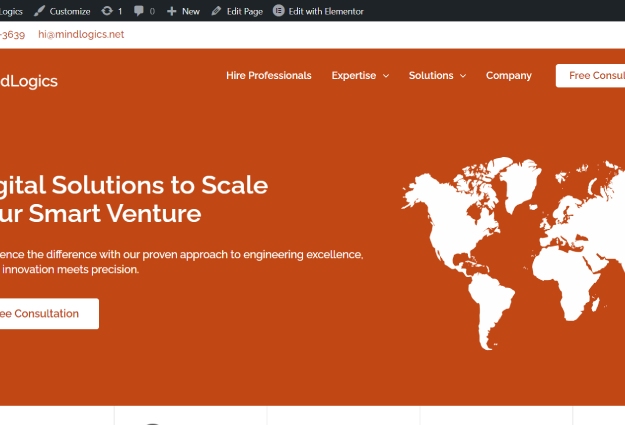 Logics Customize 1 0 New Edit Page Edit with Elementor
-3639 hi@mindlogics.net
dLogics Hire Professionals Expertise Solutions Company Free Consul
gital Solutions to Scale
ur Smart Venture
ence the difference with our proven approach to engineering excellence,
innovation meets precision.
ee Consultation